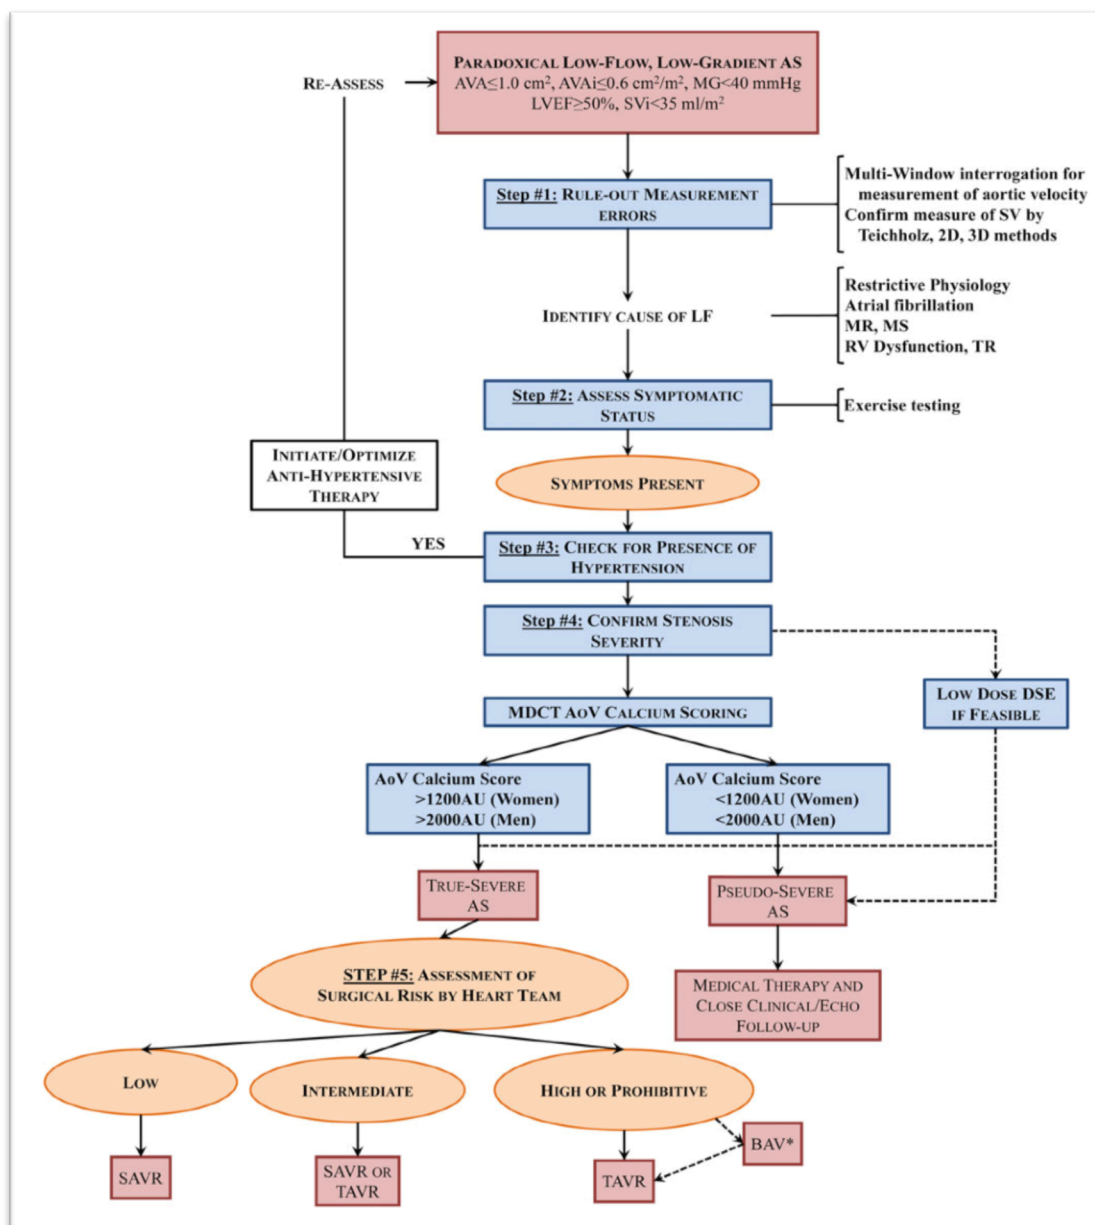 PARADOXICAL LOW-FLOW, LOW-GRADIENT AS
AVA≤1.0 cm², AVAi≤0.6 cm²/m², MG<40 mmHg
LVEF≥50%, SVi<35 ml/m²
RE-ASSESS
Step #1: RULE-OUT MEASUREMENT
ERRORS
Multi-Window interrogation for
measurement of aortic velocity
Confirm measure of SV by
Teichholz, 2D, 3D methods
IDENTIFY CAUSE OF LF
Restrictive Physiology
Atrial fibrillation
MR, MS
RV Dysfunction, TR
Step #2: ASSESS SYMPTOMATIC
STATUS
Exercise testing
INITIATE/OPTIMIZE
ANTI-HYPERTENSIVE
THERAPY
SYMPTOMS PRESENT
YES
Step #3: CHECK FOR PRESENCE OF
HYPERTENSION
Step #4: CONFIRM STENOSIS
SEVERITY
LOW DOSE DSE
IF FEASIBLE
MDCT AOV CALCIUM SCORING
AoV Calcium Score
>1200AU (Women)
>2000AU (Men)
AoV Calcium Score
<1200AU (Women)
<2000AU (Men)
TRUE-SEVERE
AS
PSEUDO-SEVERE
AS
STEP #5: ASSESSMENT OF
SURGICAL RISK BY HEART TEAM
MEDICAL THERAPY AND
CLOSE CLINICAL/ECHO
FOLLOW-UP
LOW
INTERMEDIATE
HIGH OR PROHIBITIVE
BAV*
SAVR
SAVR OR
TAVR
TAVR